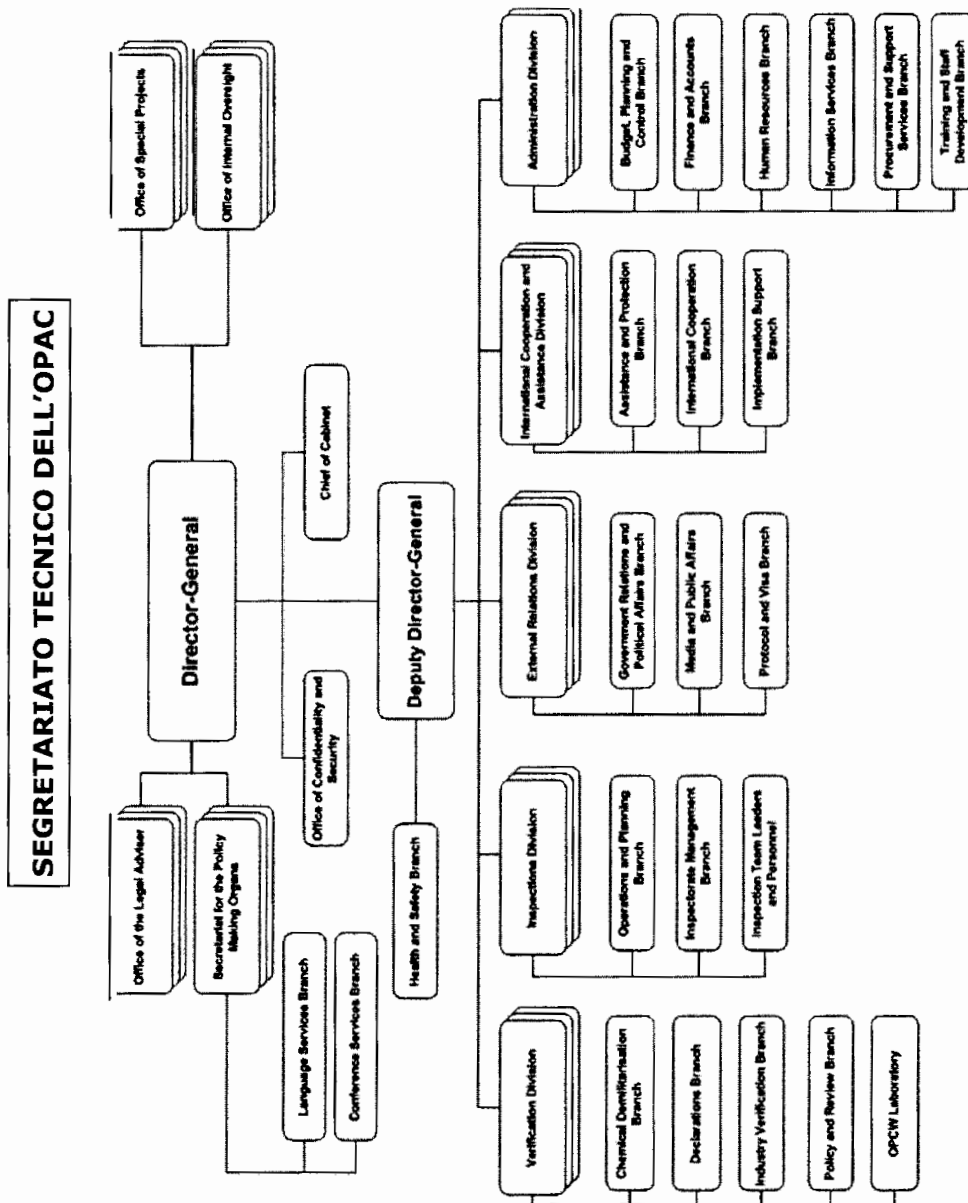 SEGRETARIATO TECNICO DELL'OPAC
Office of the Legal Adviser
Secretariat for the Policy
Making Organs
Language Services Branch
Conference Services Branch
Director-General
Office of Special Projects
Office of Internal Oversight
Office of Confidentiality and
Security
Chief of Cabinet
Health and Safety Branch
Deputy Director-General
Verification Division
Chemical Demilitarisation
Branch
Declarations Branch
Industry Verification Branch
Policy and Review Branch
OPCW Laboratory
Inspections Division
Operations and Planning
Branch
Inspectorate Management
Branch
Inspection Team Leaders
and Personnel
External Relations Division
Government Relations and
Political Affairs Branch
Media and Public Affairs
Branch
Protocol and Visa Branch
International Cooperation and
Assistance Division
Assistance and Protection
Branch
International Cooperation
Branch
Implementation Support
Branch
Administration Division
Budget, Planning and
Control Branch
Finance and Accounts
Branch
Human Resources Branch
Information Services Branch
Procurement and Support
Services Branch
Training and Staff
Development Branch